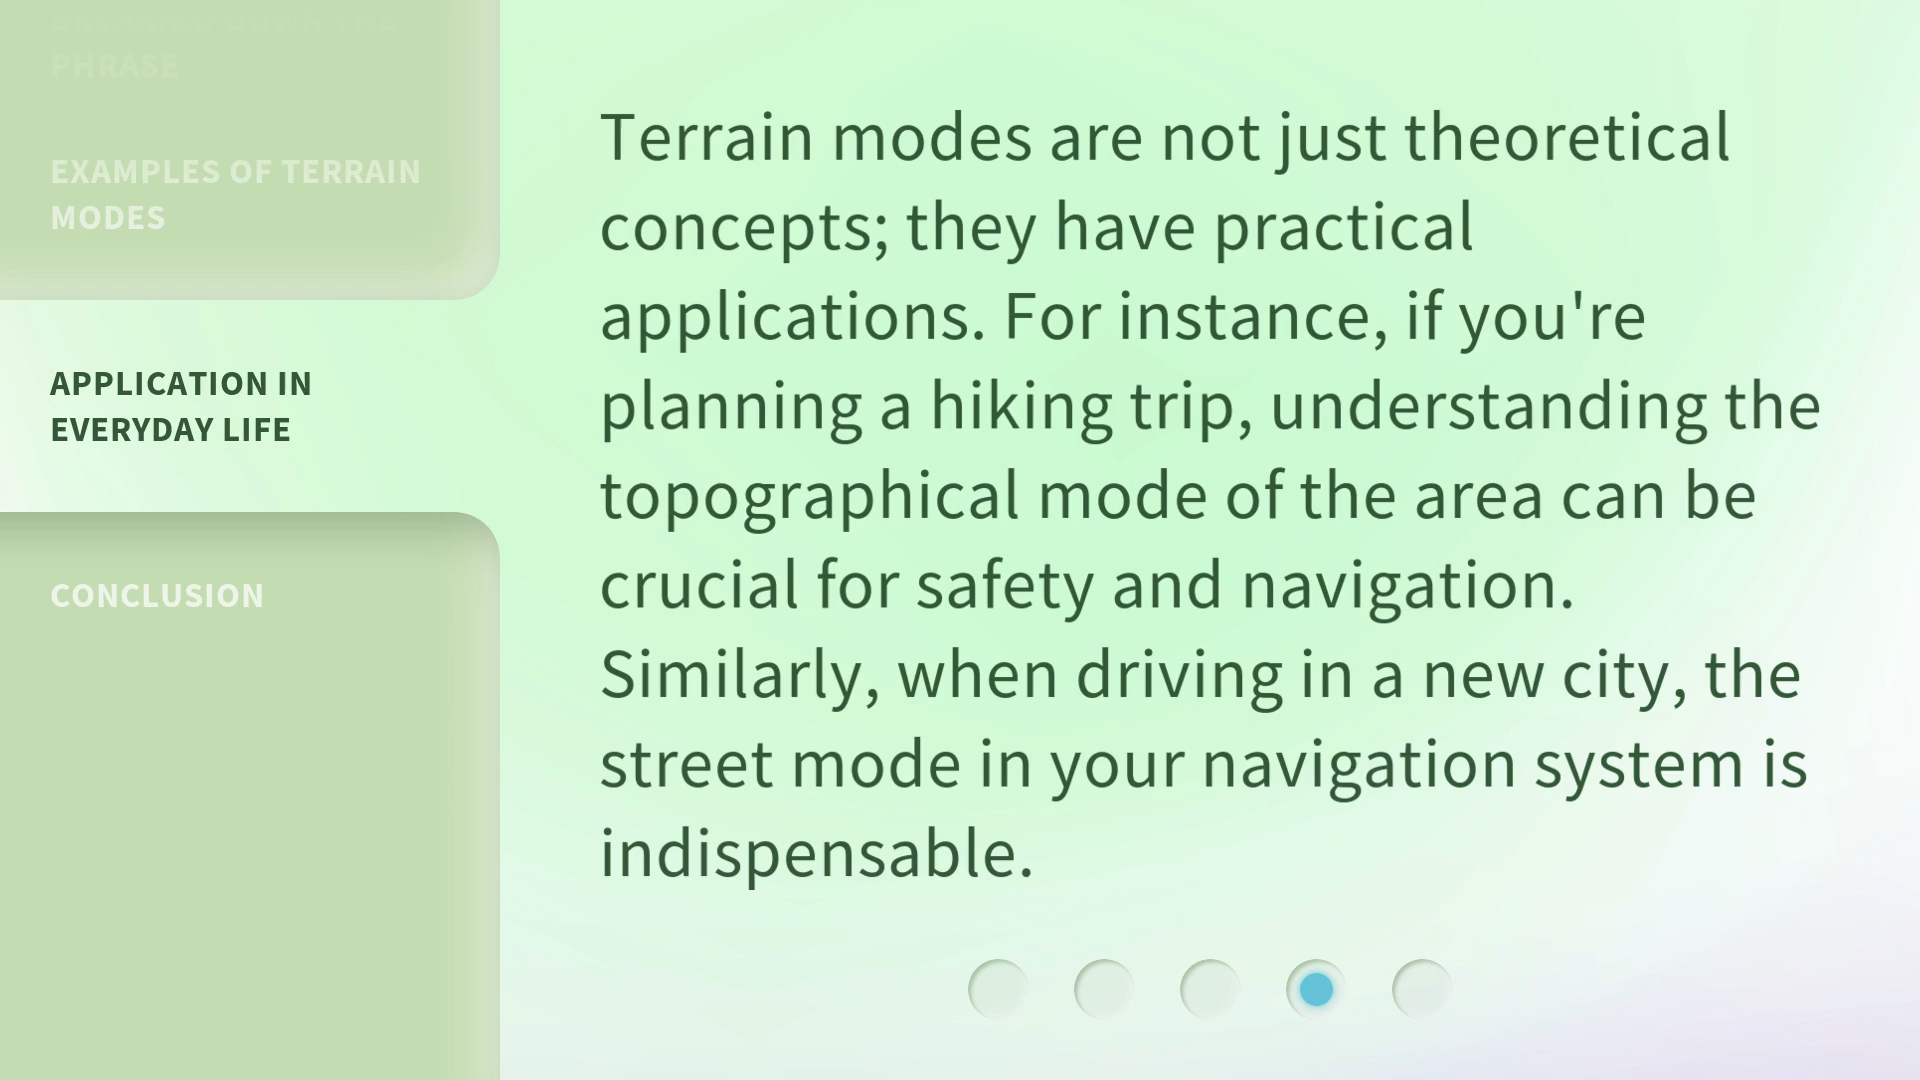 PHRASE
EXAMPLES OF TERRAIN
MODES
APPLICATION IN
EVERYDAY LIFE
CONCLUSION
Terrain modes are not just theoretical
concepts; they have practical
applications. For instance, if you're
planning a hiking trip, understanding the
topographical mode of the area can be
crucial for safety and navigation.
Similarly, when driving in a new city, the
street mode in your navigation system is
indispensable.